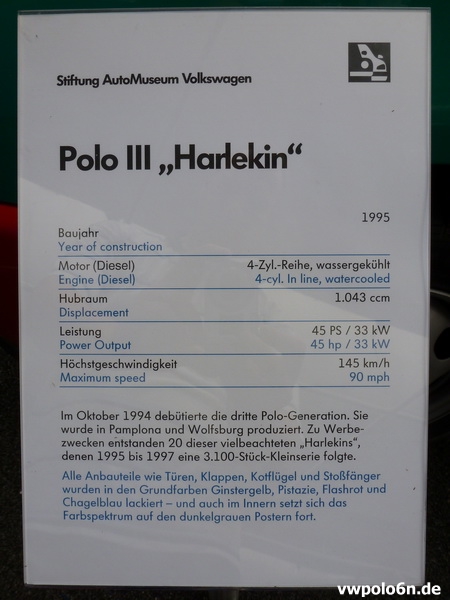 Stiftung AutoMuseum Volkswagen
Polo III „Harlekin“
1995
Baujahr
Year of construction
Motor (Diesel) 4-Zyl.-Reihe, wassergekühlt
Engine (Diesel) 4-cyl. In line, watercooled
Hubraum 1.043 ccm
Displacement
Leistung 45 PS / 33 kW
Power Output 45 hp / 33 kW
Höchstgeschwindigkeit 145 km/h
Maximum speed 90 mph
Im Oktober 1994 debütierte die dritte Polo-Generation. Sie
wurde in Pamplona und Wolfsburg produziert. Zu Werbe-
zwecken entstanden 20 dieser vielbeachteten „Harlekins“,
denen 1995 bis 1997 eine 3.100-Stück-Kleinserie folgte.
Alle Anbauteile wie Türen, Klappen, Kotflügel und Stoßfänger
wurden in den Grundfarben Ginstergelb, Pistazie, Flashrot und
Chagellblau lackiert – und auch im Innern setzt sich das
Farbspektrum auf den dunkelgrauen Postern fort.
vwpolo6n.de